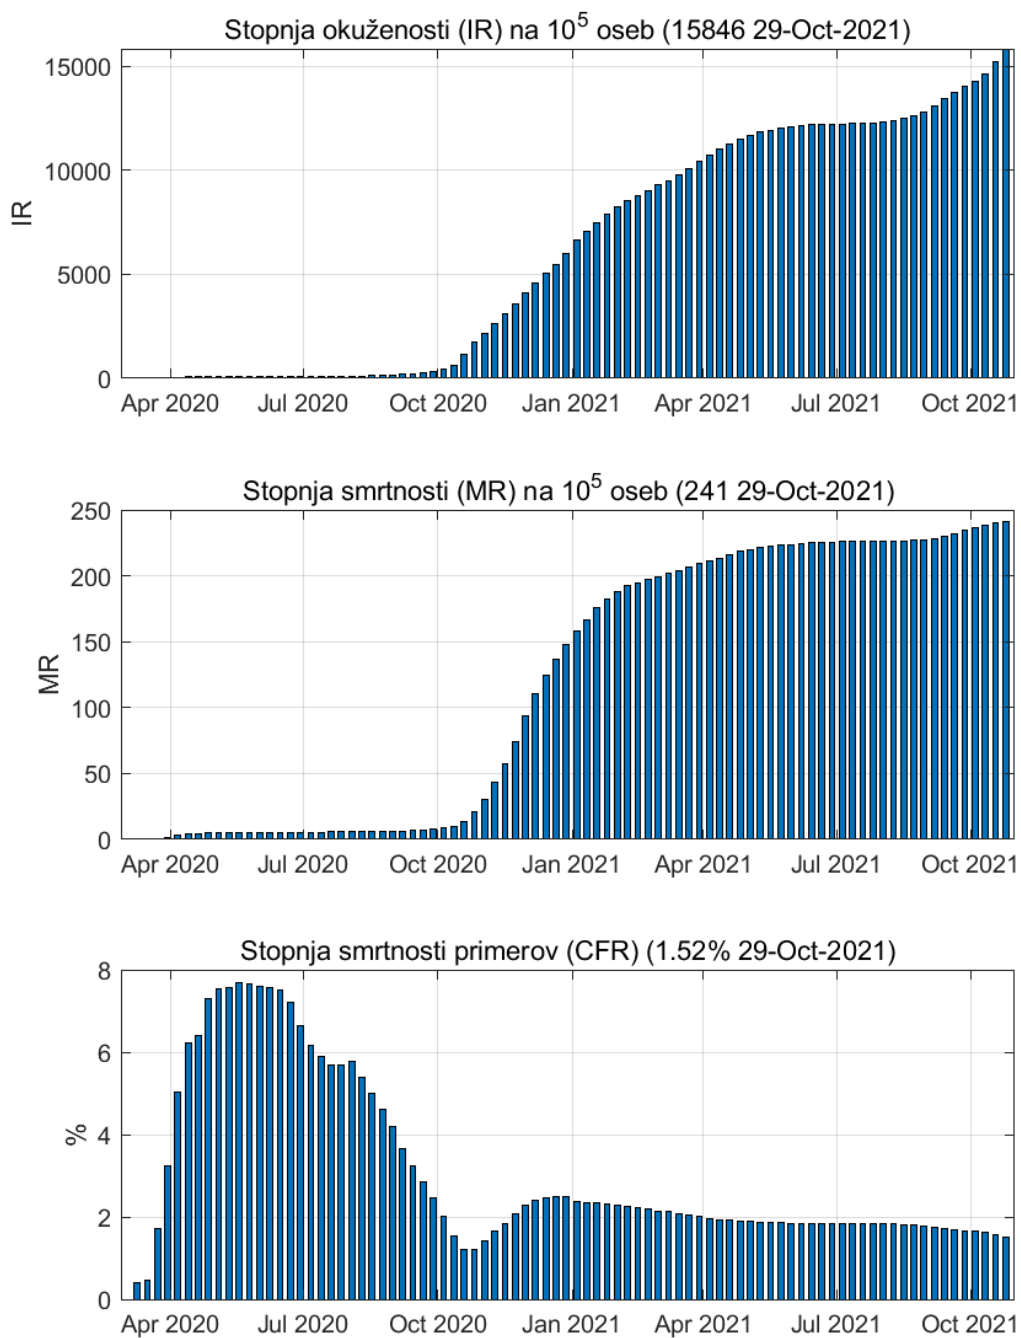 Stopnja okuženosti (IR) na 10^5 oseb (15846 29-Oct-2021)
15000
10000
5000
0
IR
Apr 2020 Jul 2020 Oct 2020 Jan 2021 Apr 2021 Jul 2021 Oct 2021
Stopnja smrtnosti (MR) na 10^5 oseb (241 29-Oct-2021)
250
200
150
100
50
0
MR
Apr 2020 Jul 2020 Oct 2020 Jan 2021 Apr 2021 Jul 2021 Oct 2021
Stopnja smrtnosti primerov (CFR) (1.52% 29-Oct-2021)
8
6
4
2
0
%
Apr 2020 Jul 2020 Oct 2020 Jan 2021 Apr 2021 Jul 2021 Oct 2021